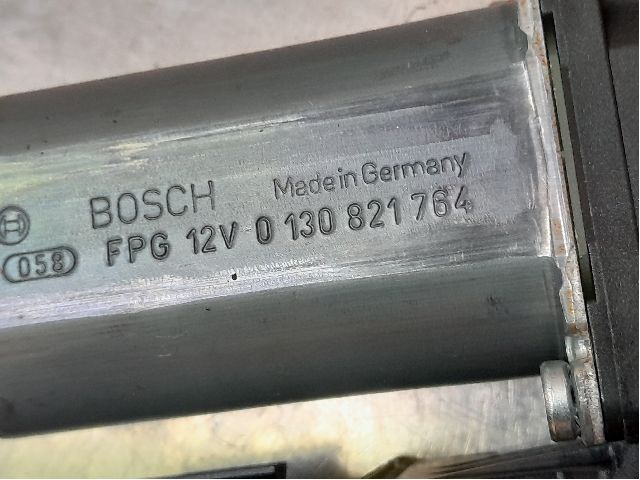 BOSCH Made in Germany
058 FPG 12V 0 130 821 764